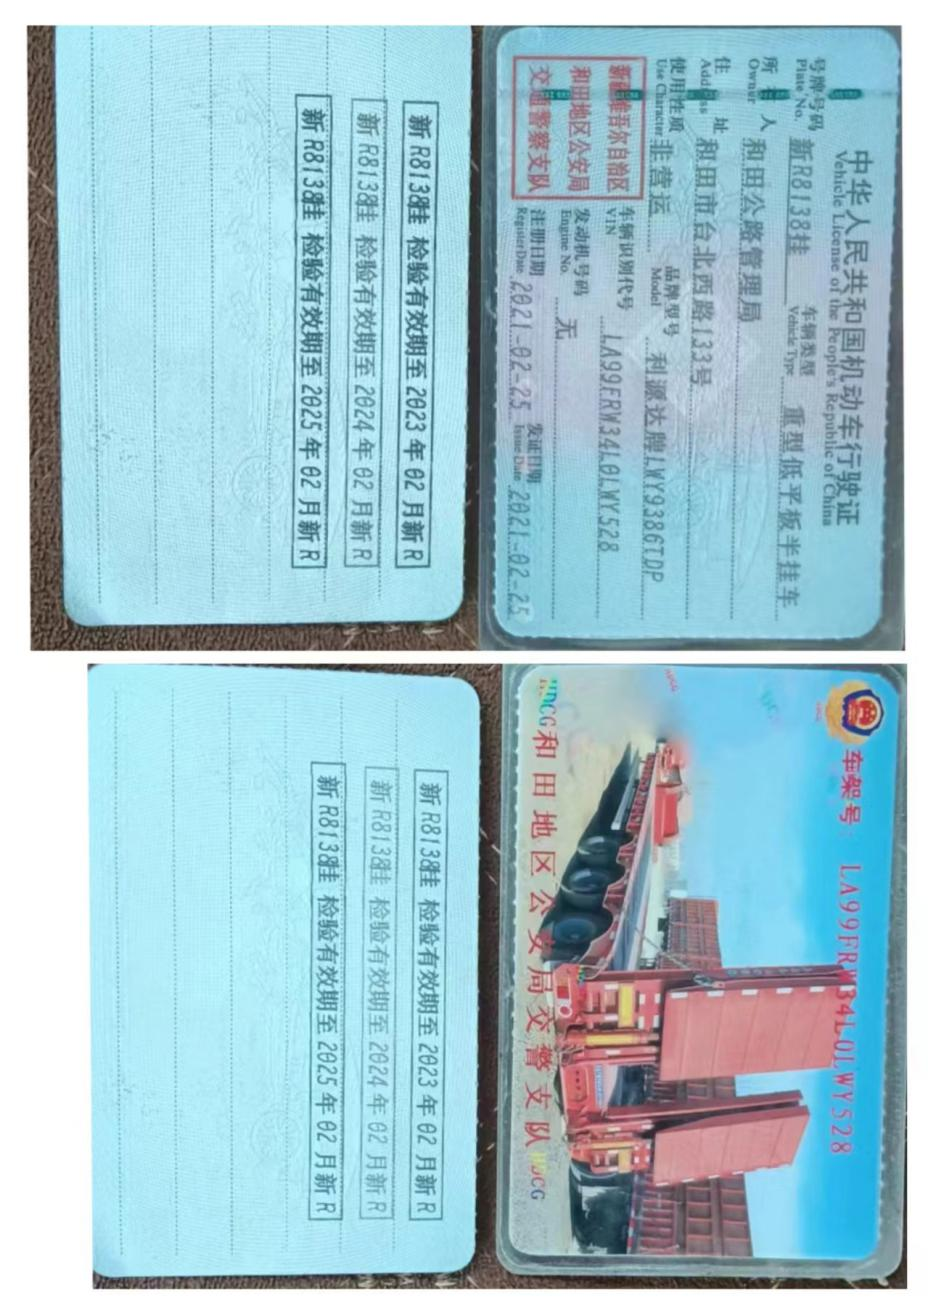 中华人民共和国机动车行驶证
Vehicle License of the People's Republic of China
号牌号码 新R8138挂 车辆类型 重型低平板半挂车
Plate No. Vehicle Type
所有人 和田公路管理局
Owner
住址 和田市台北西路133号
Address
使用性质 非营运 品牌型号 利源达牌LWY9386TDP
Use Character Model
新疆维吾尔自治区
和田地区公安局
交通警察支队
车辆识别代号 LA99FRW34L0LWY528
VIN
发动机号码 无
Engine No.
注册日期 2021-02-25 发证日期 2021-02-25
Register Date Issue Date
新R8138挂 检验有效期至2023年02月新R
新R8138挂 检验有效期至2024年02月新R
新R8138挂 检验有效期至2025年02月新R
车架号: LA99FRW34L0LWY528
HDCG和田地区公安局交警支队HDCG
新R8138挂 检验有效期至2023年02月新R
新R8138挂 检验有效期至2024年02月新R
新R8138挂 检验有效期至2025年02月新R